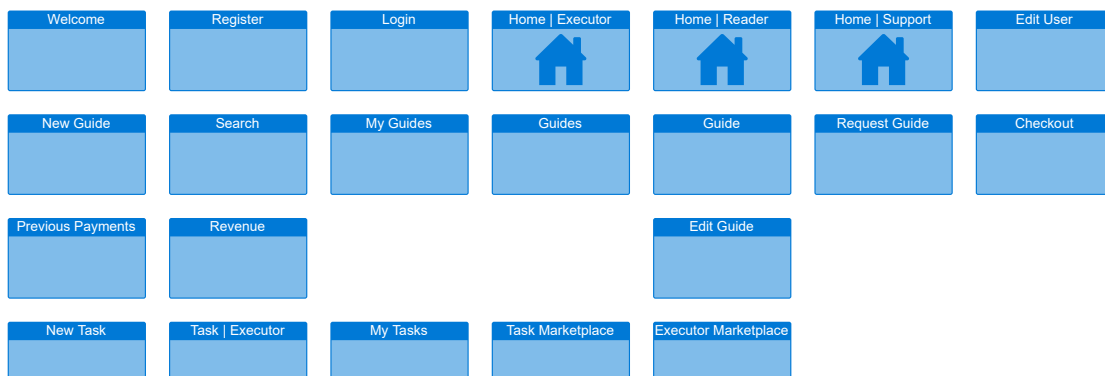 Welcome
Register
Login
Home | Executor
Home | Reader
Home | Support
Edit User
New Guide
Search
My Guides
Guides
Guide
Request Guide
Checkout
Previous Payments
Revenue
Edit Guide
New Task
Task | Executor
My Tasks
Task Marketplace
Executor Marketplace